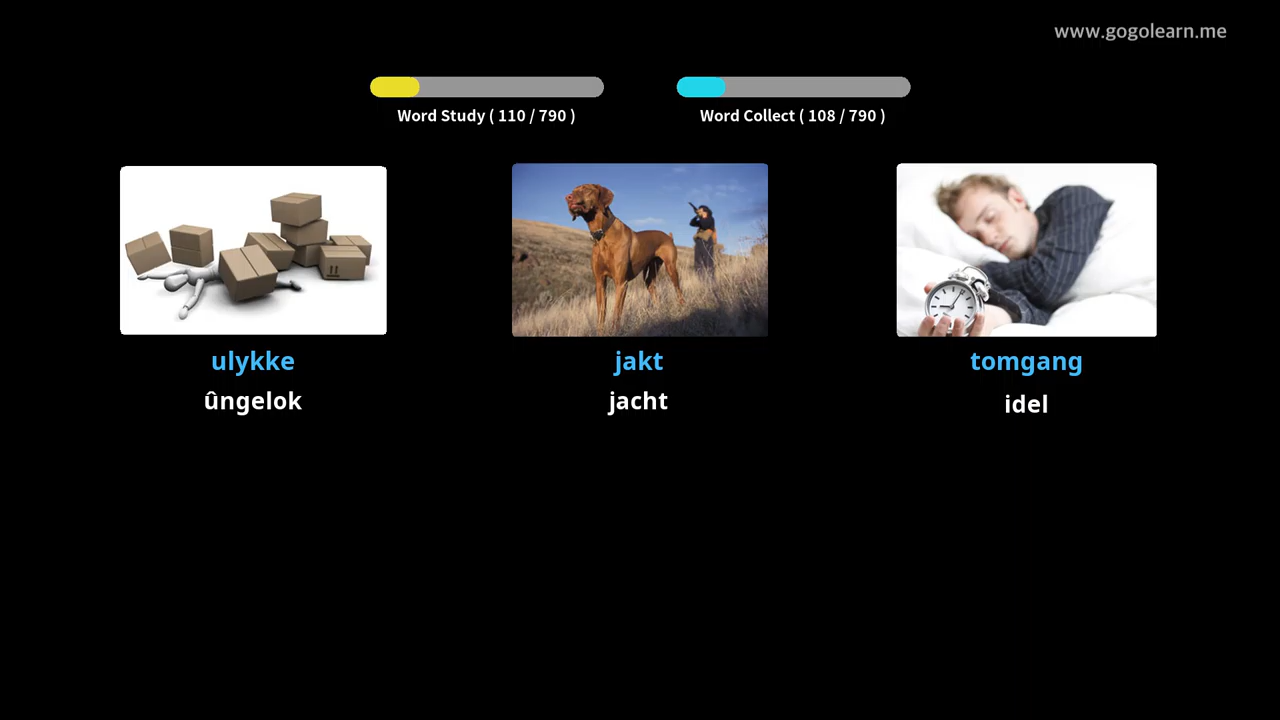 www.gogolearn.me
Word Study ( 110 / 790 )
Word Collect ( 108 / 790 )
ulykke
jakt
tomgang
ûngelok
jacht
idel